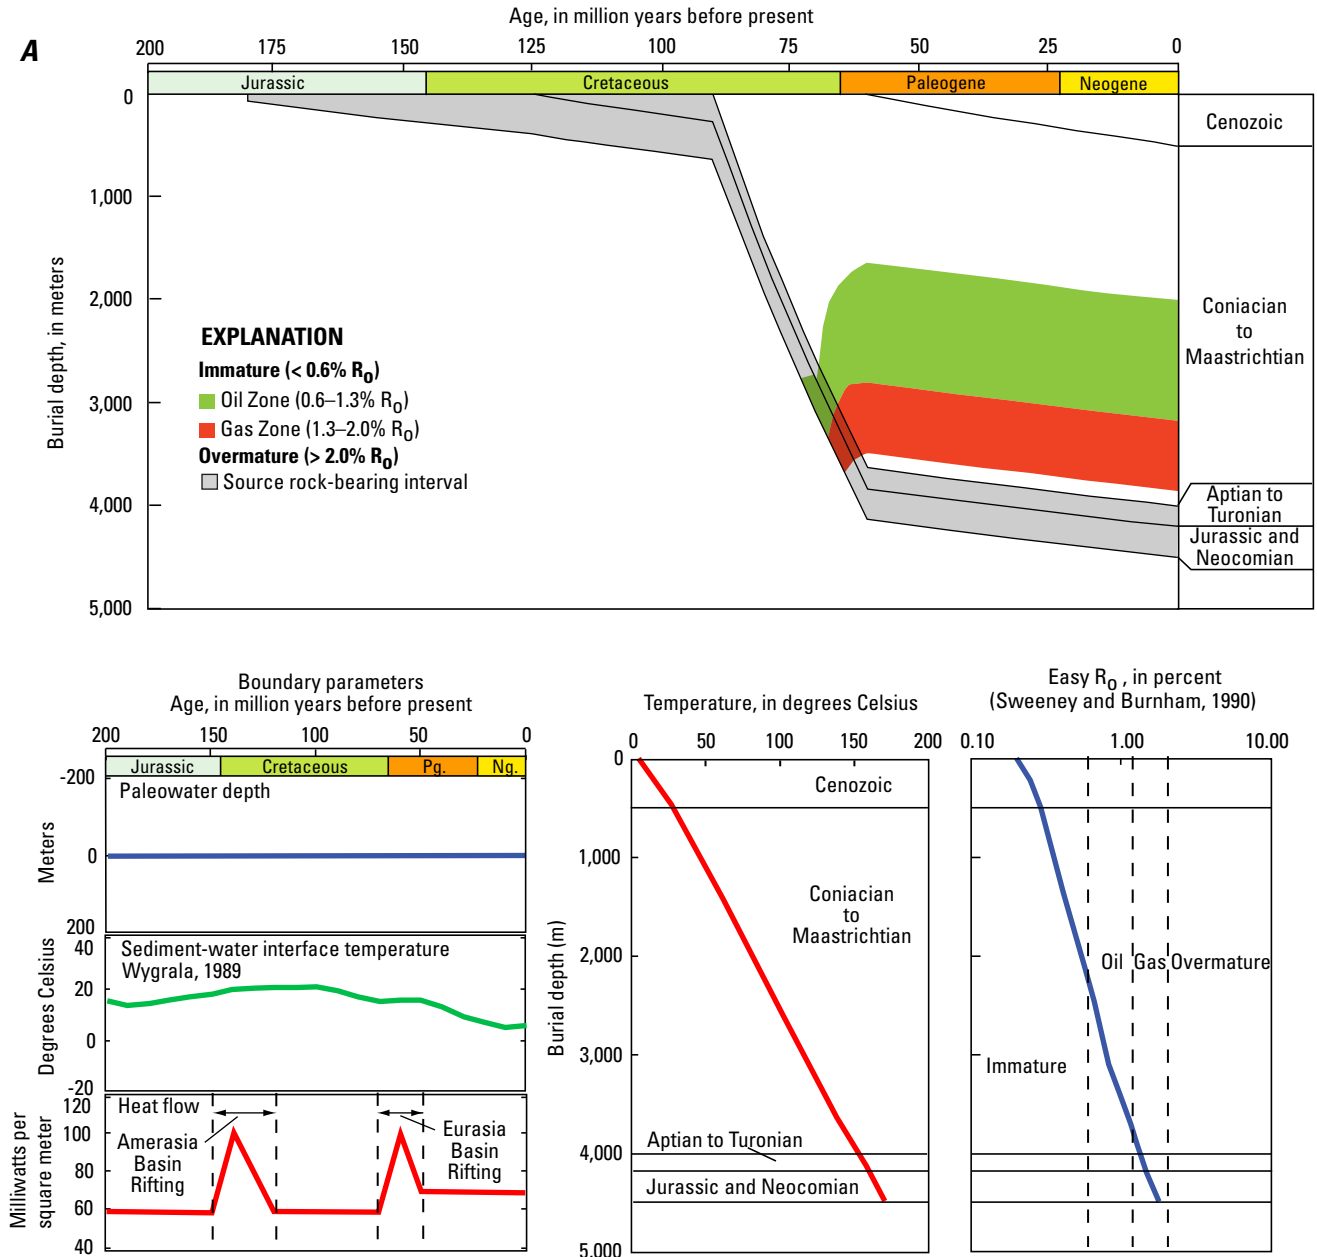 A
Age, in million years before present
200 175 150 125 100 75 50 25 0
Jurassic Cretaceous Paleogene Neogene
0
1,000
2,000
3,000
4,000
5,000
Burial depth, in meters
EXPLANATION
Immature (< 0.6% R0)
Oil Zone (0.6–1.3% R0)
Gas Zone (1.3–2.0% R0)
Overmature (> 2.0% R0)
Source rock-bearing interval
Cenozoic
Coniacian
to
Maastrichtian
Aptian to
Turonian
Jurassic and
Neocomian
Boundary parameters
Age, in million years before present
200 150 100 50 0
Jurassic Cretaceous Pg. Ng.
-200
0
200
Meters
Paleowater depth
40
20
0
-20
Degrees Celsius
Sediment-water interface temperature
Wygrala, 1989
120
100
80
60
40
Milliwatts per
square meter
Heat flow
Amerasia
Basin
Rifting
Eurasia
Basin
Rifting
Temperature, in degrees Celsius
0 50 100 150 200
0
1,000
2,000
3,000
4,000
5,000
Burial depth (m)
Cenozoic
Coniacian
to
Maastrichtian
Aptian to Turonian
Jurassic and Neocomian
Easy R0 , in percent
(Sweeney and Burnham, 1990)
0.10 1.00 10.00
Oil Gas Overmature
Immature